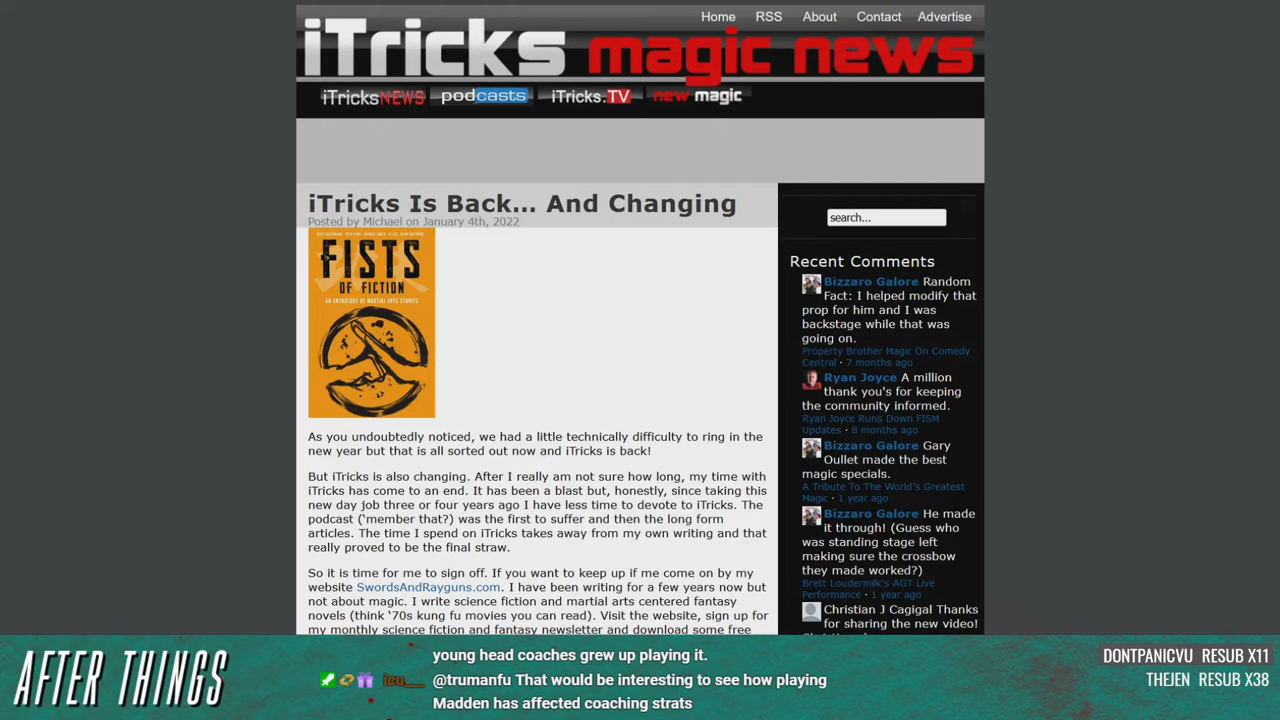 Home RSS About Contact Advertise
iTricks magic news
iTricksNEWS podcasts iTricks.TV new magic
iTricks Is Back... And Changing
Posted by Michael on January 4th, 2022
FISTS
OF FICTION
AN ANTHOLOGY OF MARTIAL ARTS STORIES
As you undoubtedly noticed, we had a little technically difficulty to ring in the
new year but that is all sorted out now and iTricks is back!
But iTricks is also changing. After I really am not sure how long, my time with
iTricks has come to an end. It has been a blast but, honestly, since taking this
new day job three or four years ago I have less time to devote to iTricks. The
podcast ('member that?) was the first to suffer and then the long form
articles. The time I spend on iTricks takes away from my own writing and that
really proved to be the final straw.
So it is time for me to sign off. If you want to keep up if me come on by my
website SwordsAndRayguns.com. I have been writing for a few years now but
not about magic. I write science fiction and martial arts centered fantasy
novels (think '70s kung fu movies you can read). Visit the website, sign up for
my monthly science fiction and fantasy newsletter and download some free
search...
Recent Comments
Bizzaro Galore Random
Fact: I helped modify that
prop for him and I was
backstage while that was
going on.
Property Brother Magic On Comedy
Central · 7 months ago
Ryan Joyce A million
thank you's for keeping
the community informed.
Ryan Joyce Runs Down FISM
Updates · 8 months ago
Bizzaro Galore Gary
Oullet made the best
magic specials.
A Tribute To The World's Greatest
Magic · 1 year ago
Bizzaro Galore He made
it through! (Guess who
was standing stage left
making sure the crossbow
they made worked?)
Brett Loudermilk's AGT Live
Performance · 1 year ago
Christian J Cagigal Thanks
for sharing the new video!
AFTER THINGS
young head coaches grew up playing it.
icu__ @trumanfu That would be interesting to see how playing
Madden has affected coaching strats
DONTPANICVU RESUB X11
THEJEN RESUB X38